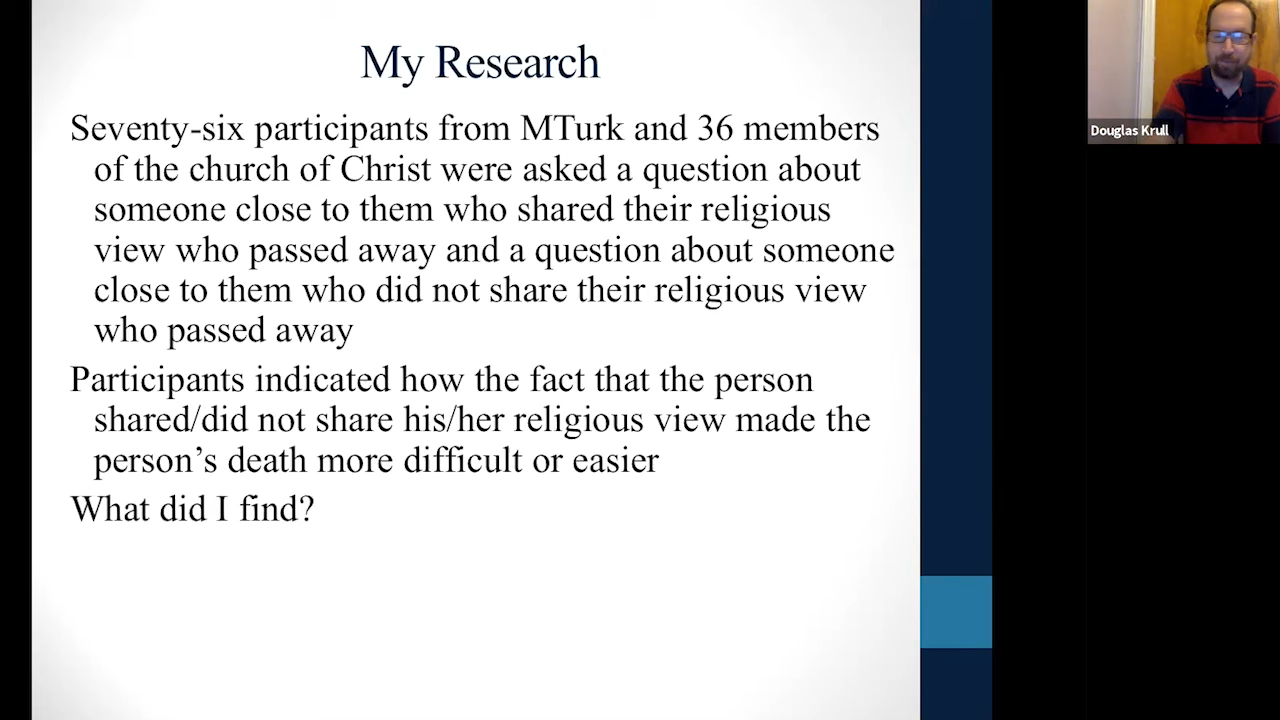 My Research
Seventy-six participants from MTurk and 36 members
of the church of Christ were asked a question about
someone close to them who shared their religious
view who passed away and a question about someone
close to them who did not share their religious view
who passed away
Participants indicated how the fact that the person
shared/did not share his/her religious view made the
person’s death more difficult or easier
What did I find?
Douglas Krull